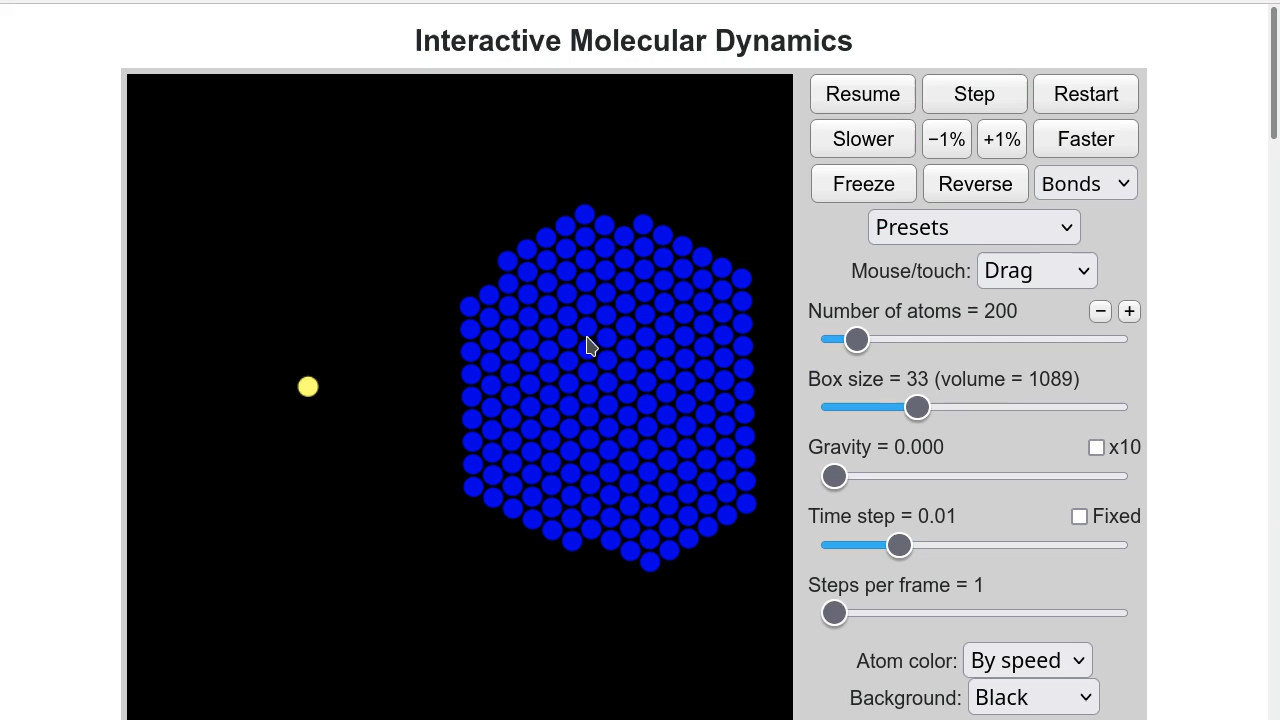 Interactive Molecular Dynamics
Resume Step Restart
Slower −1% +1% Faster
Freeze Reverse Bonds
Presets
Mouse/touch: Drag
Number of atoms = 200 − +
Box size = 33 (volume = 1089)
Gravity = 0.000 x10
Time step = 0.01 Fixed
Steps per frame = 1
Atom color: By speed
Background: Black